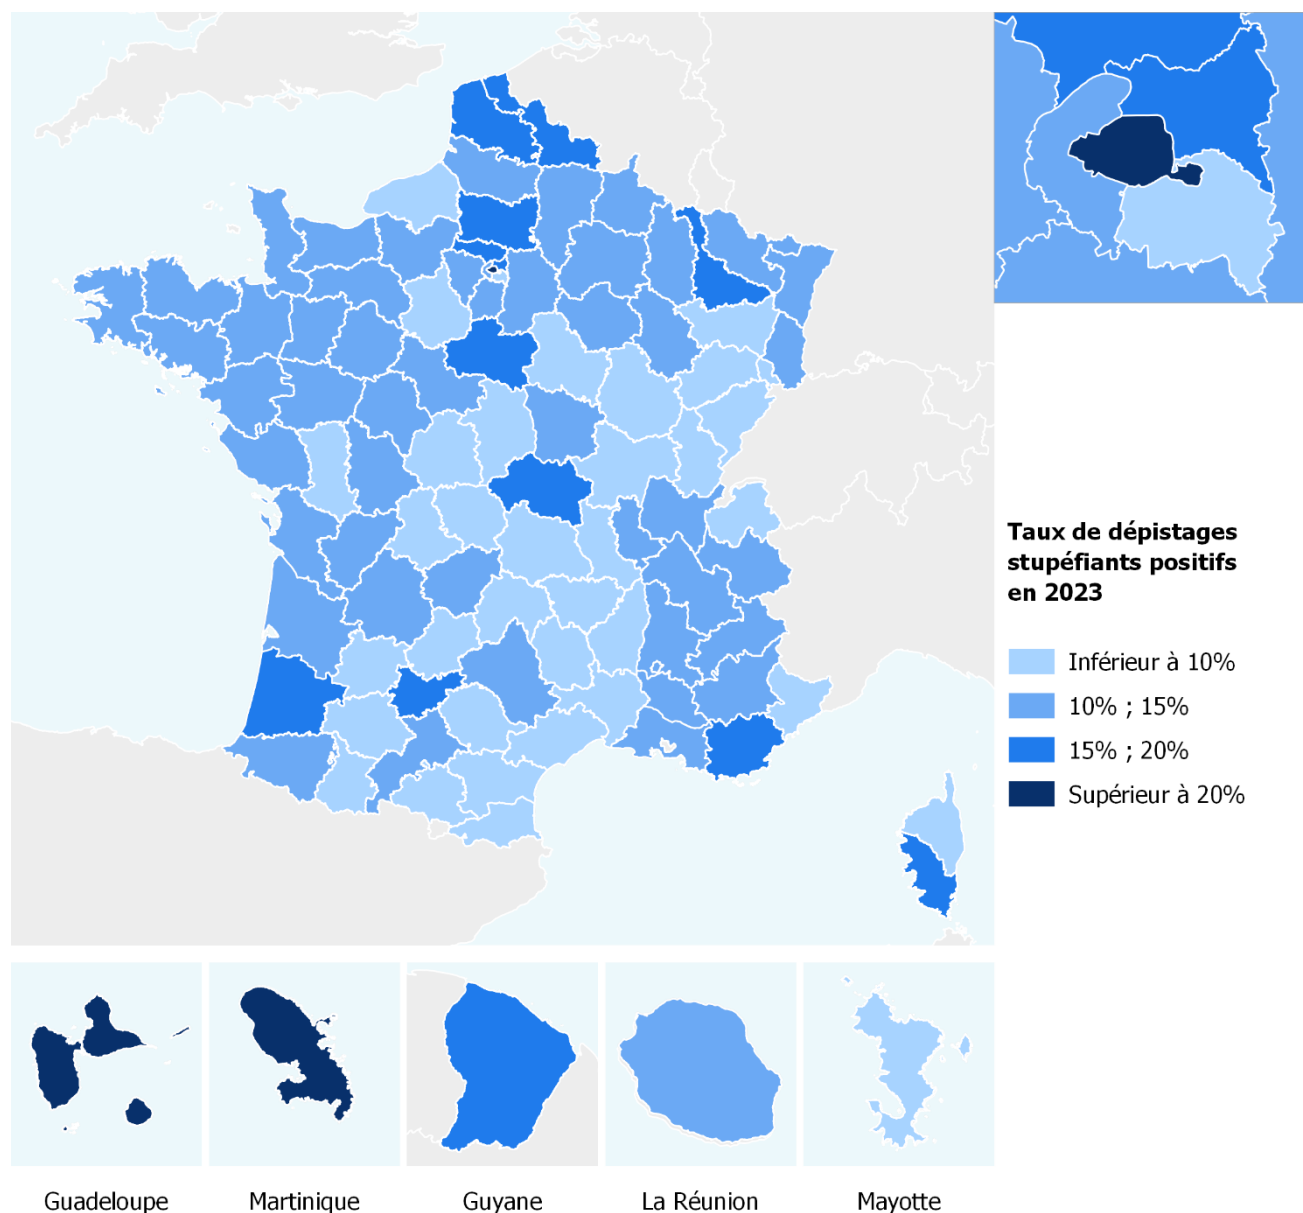 Taux de dépistages
stupéfiants positifs
en 2023
Inférieur à 10%
10% ; 15%
15% ; 20%
Supérieur à 20%
Guadeloupe
Martinique
Guyane
La Réunion
Mayotte